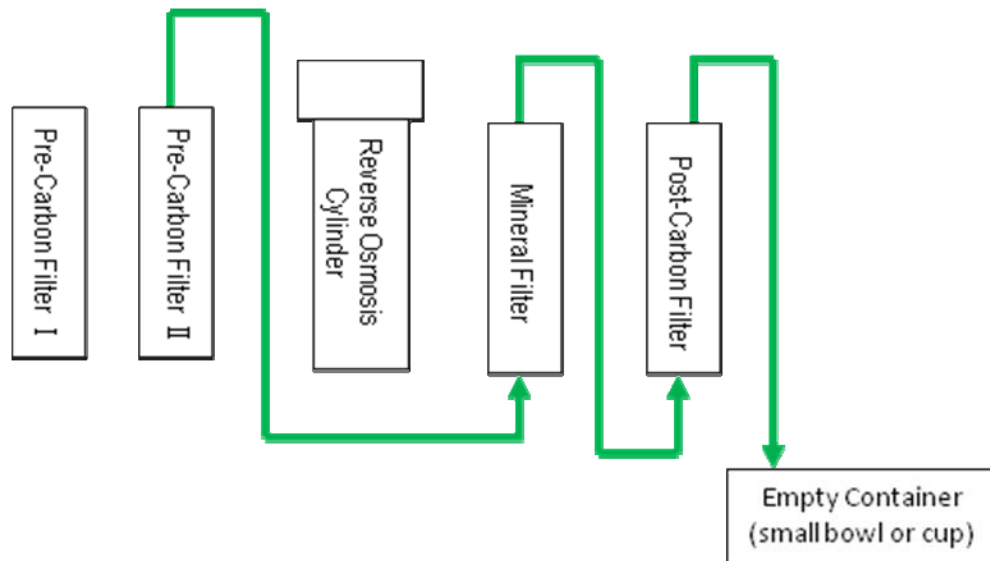 Pre-Carbon Filter I
Pre-Carbon Filter II
Reverse Osmosis
Cylinder
Mineral Filter
Post-Carbon Filter
Empty Container
(small bowl or cup)